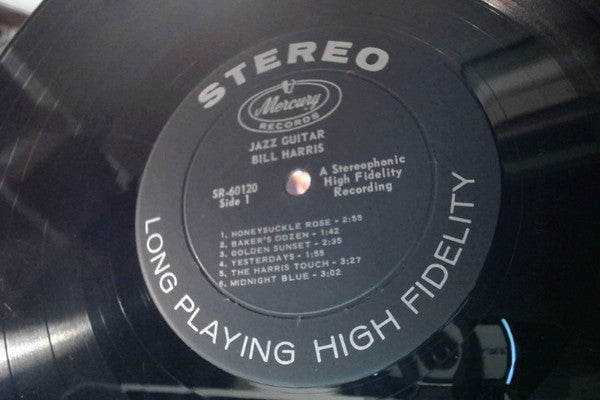 STEREO
Mercury
RECORDS
JAZZ GUITAR
BILL HARRIS
SR-60120
Side 1
A Stereophonic
High Fidelity
Recording
1. HONEYSUCKLE ROSE - 2:55
2. BAKER'S DOZEN - 1:42
3. GOLDEN SUNSET - 2:35
4. YESTERDAYS - 1:55
5. THE HARRIS TOUCH - 3:27
6. MIDNIGHT BLUE - 3:02
LONG PLAYING HIGH FIDELITY